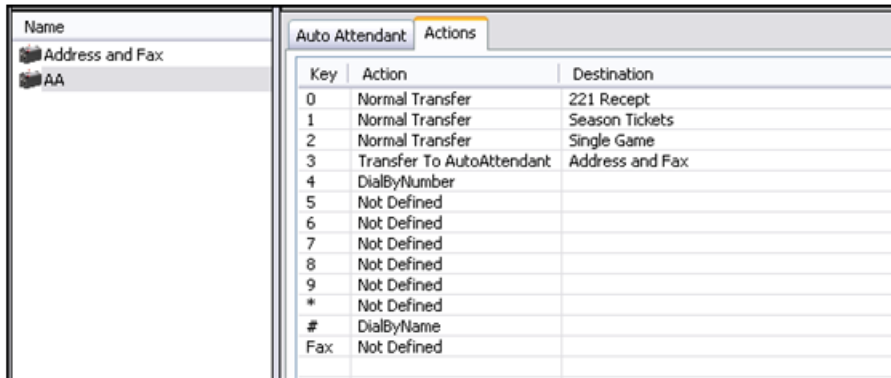 Name
Address and Fax
AA
Auto Attendant Actions
Key Action Destination
0 Normal Transfer 221 Recept
1 Normal Transfer Season Tickets
2 Normal Transfer Single Game
3 Transfer To AutoAttendant Address and Fax
4 DialByNumber
5 Not Defined
6 Not Defined
7 Not Defined
8 Not Defined
9 Not Defined
* Not Defined
# DialByName
Fax Not Defined